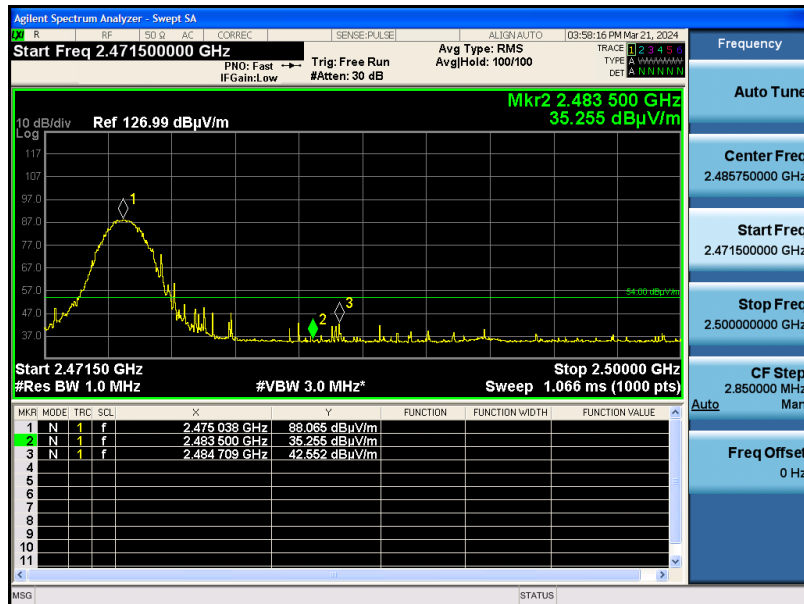 Agilent Spectrum Analyzer - Swept SA
LXI R RF 50 Ω AC CORREC SENSE:PULSE ALIGN AUTO 03:58:16 PM Mar 21, 2024
Start Freq 2.471500000 GHz
PNO: Fast
IFGain:Low
Trig: Free Run
#Atten: 30 dB
Avg Type: RMS
Avg|Hold: 100/100
TRACE 1 2 3 4 5 6
TYPE A WWWWW
DET A N N N N N
Frequency
Auto Tune
Center Freq
2.485750000 GHz
Start Freq
2.471500000 GHz
Stop Freq
2.500000000 GHz
CF Step
2.850000 MHz
Auto Man
Freq Offset
0 Hz
Mkr2 2.483 500 GHz
35.255 dBµV/m
10 dB/div Ref 126.99 dBµV/m
Log
117
107
97.0
87.0
77.0
67.0
57.0
47.0
37.0
1
2
3
54.00 dBµV/m
Start 2.47150 GHz Stop 2.50000 GHz
#Res BW 1.0 MHz #VBW 3.0 MHz* Sweep 1.066 ms (1000 pts)
MKR MODE TRC SCL X Y FUNCTION FUNCTION WIDTH FUNCTION VALUE
1 N 1 f 2.475 038 GHz 88.065 dBµV/m
2 N 1 f 2.483 500 GHz 35.255 dBµV/m
3 N 1 f 2.484 709 GHz 42.552 dBµV/m
4
5
6
7
8
9
10
11
MSG STATUS